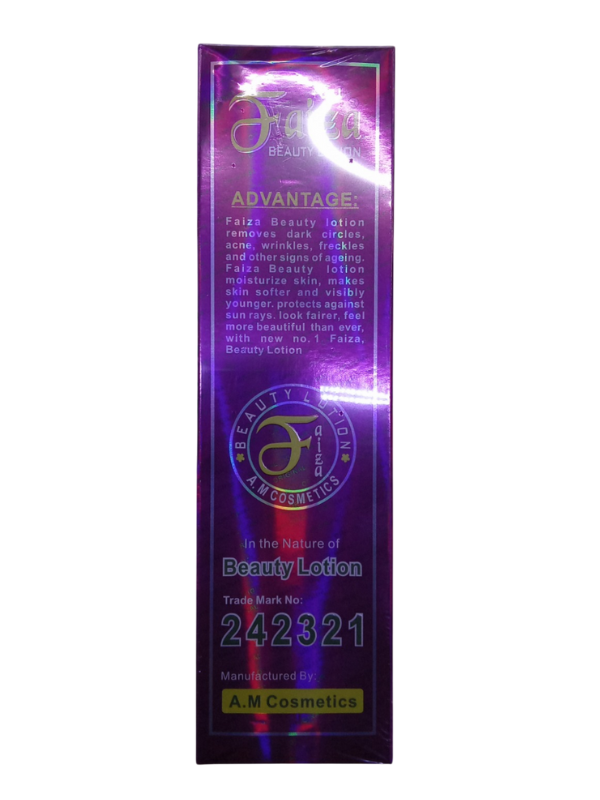 Faiza
BEAUTY LOTION
ADVANTAGE:
Faiza Beauty lotion
removes dark circles,
acne, wrinkles, freckles
and other signs of ageing.
Faiza Beauty lotion
moisturize skin, makes
skin softer and visibly
younger. protects against
sun rays. look fairer, feel
more beautiful than ever,
with new no.1 Faiza,
Beauty Lotion
BEAUTY LOTION
Faiza
A.M COSMETICS
In the Nature of
Beauty Lotion
Trade Mark No:
242321
Manufactured By:
A.M Cosmetics